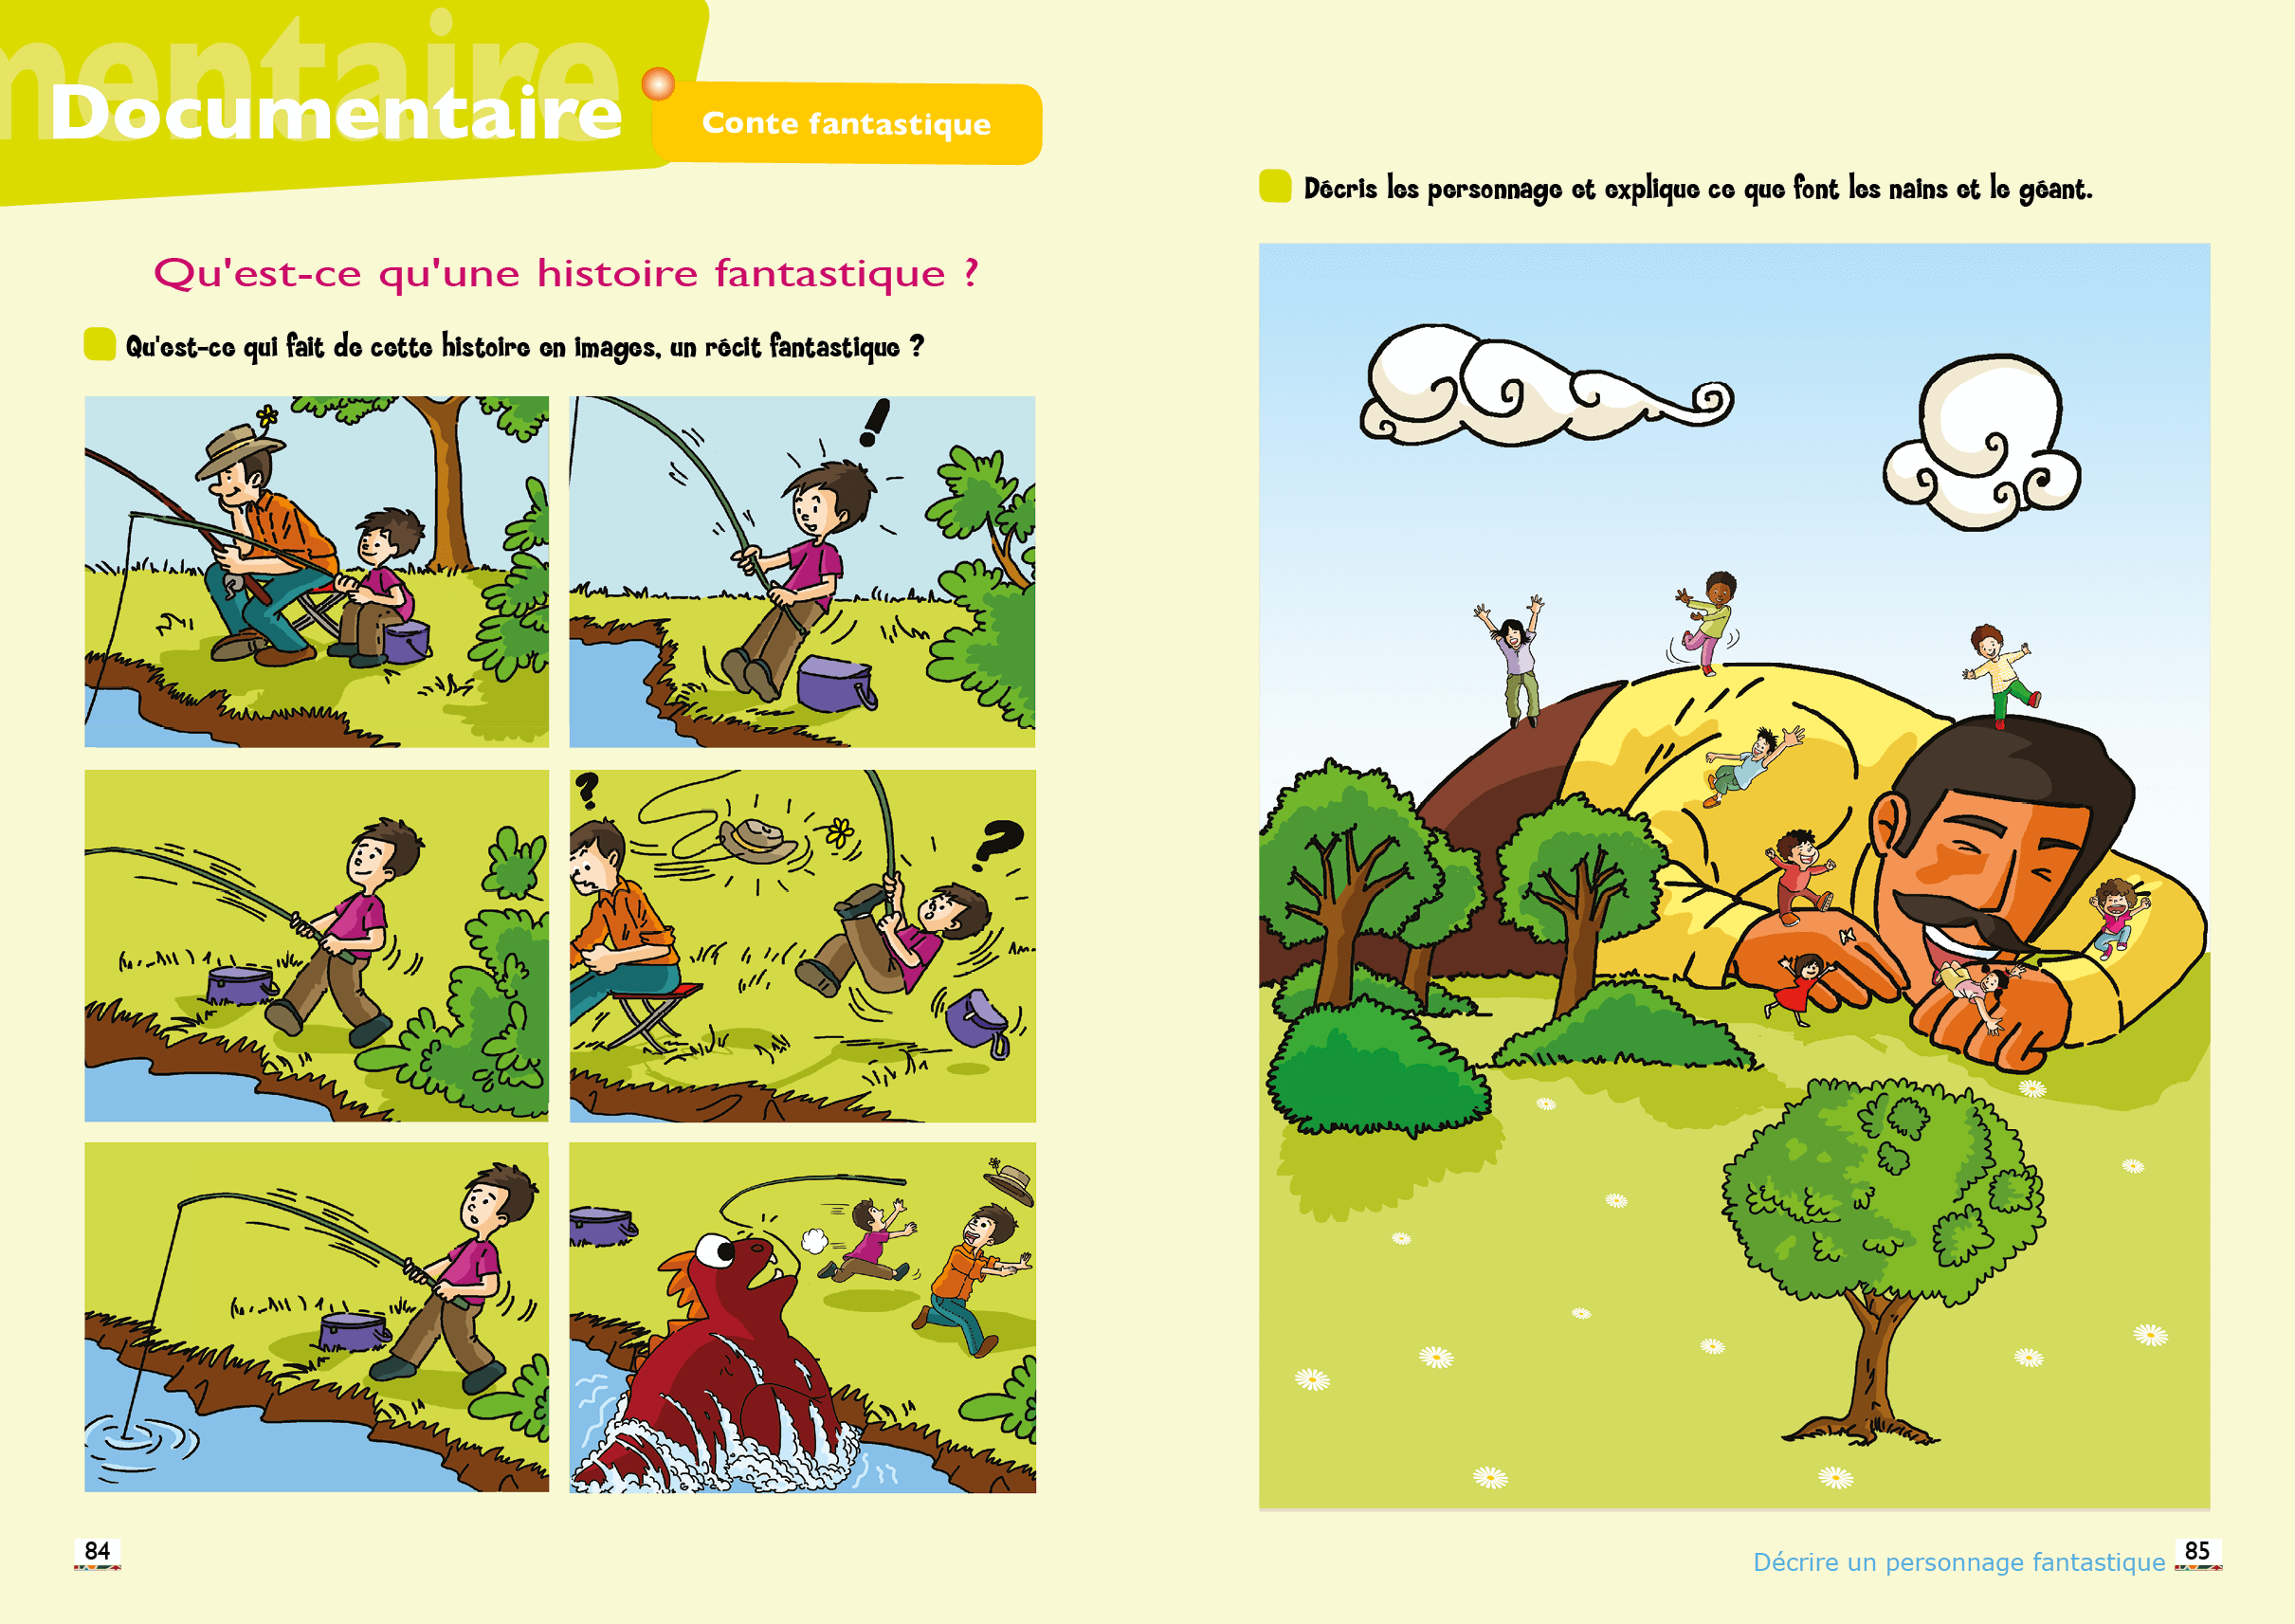 mentaire
Documentaire
Conte fantastique
Qu'est-ce qu'une histoire fantastique ?
Qu'est-ce qui fait de cette histoire en images, un récit fantastique ?
!
?
?
84
Décris les personnage et explique ce que font les nains et le géant.
Décrire un personnage fantastique
85